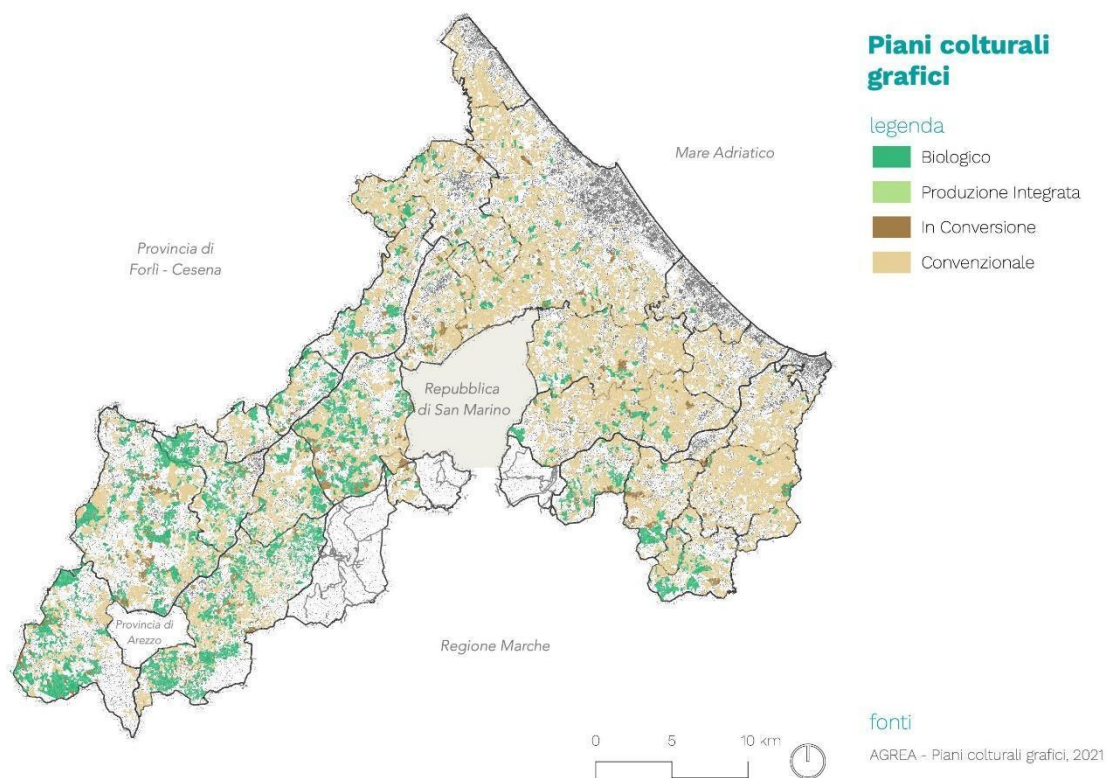 Piani colturali
grafici
legenda
Biologico
Produzione Integrata
In Conversione
Convenzionale
Mare Adriatico
Provincia di
Forlì - Cesena
Repubblica
di San Marino
Provincia di
Arezzo
Regione Marche
0 5 10 km
fonti
AGREA - Piani colturali grafici, 2021